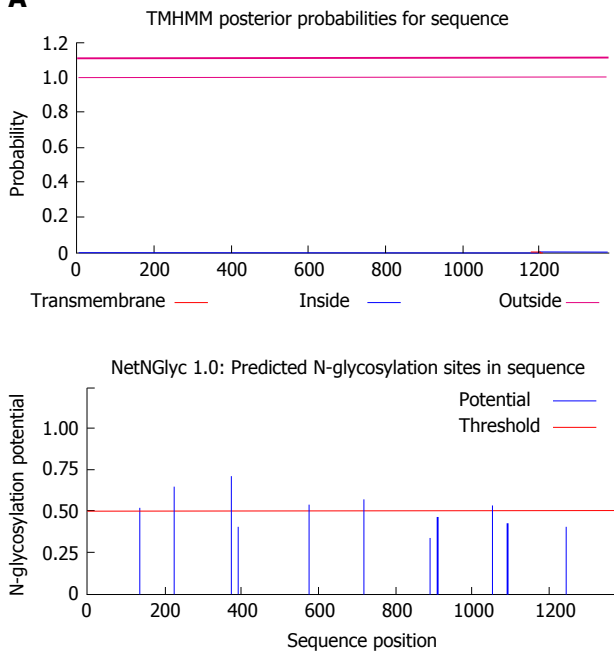 A
TMHMM posterior probabilities for sequence
Probability
1.2
1.0
0.8
0.6
0.4
0.2
0
0 200 400 600 800 1000 1200
Transmembrane Inside Outside
NetNGlyc 1.0: Predicted N-glycosylation sites in sequence
N-glycosylation potential
Potential
Threshold
1.00
0.75
0.50
0.25
0
0 200 400 600 800 1000 1200
Sequence position